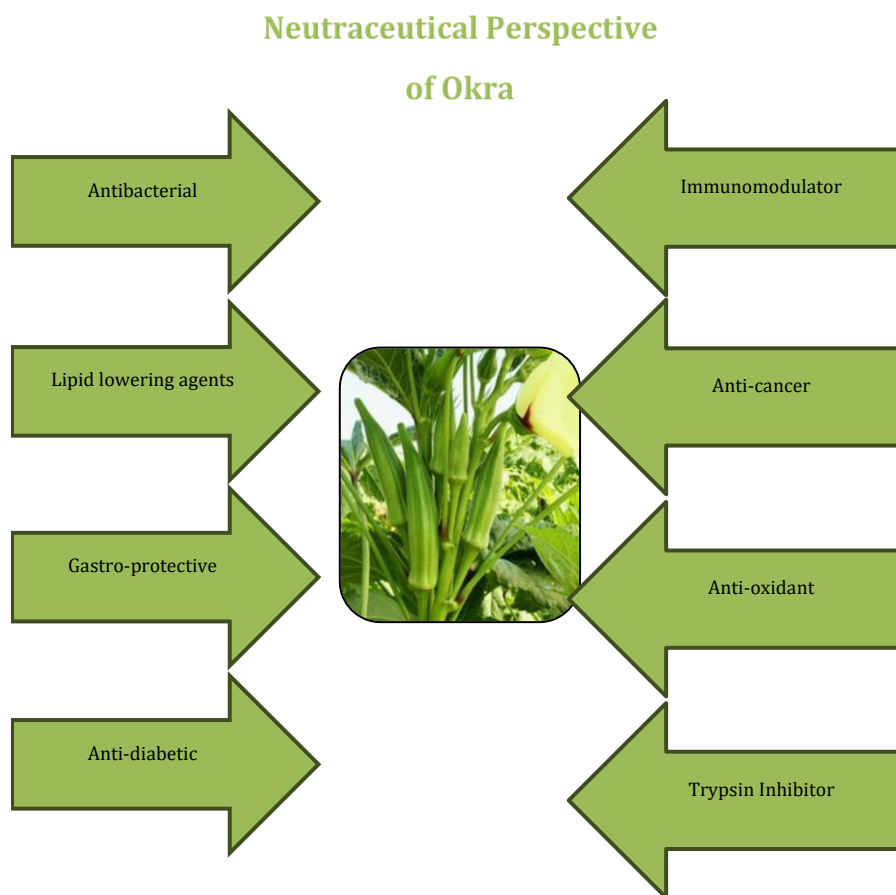 Neutraceutical Perspective
of Okra
Antibacterial
Immunomodulator
Lipid lowering agents
Anti-cancer
Gastro-protective
Anti-oxidant
Anti-diabetic
Trypsin Inhibitor